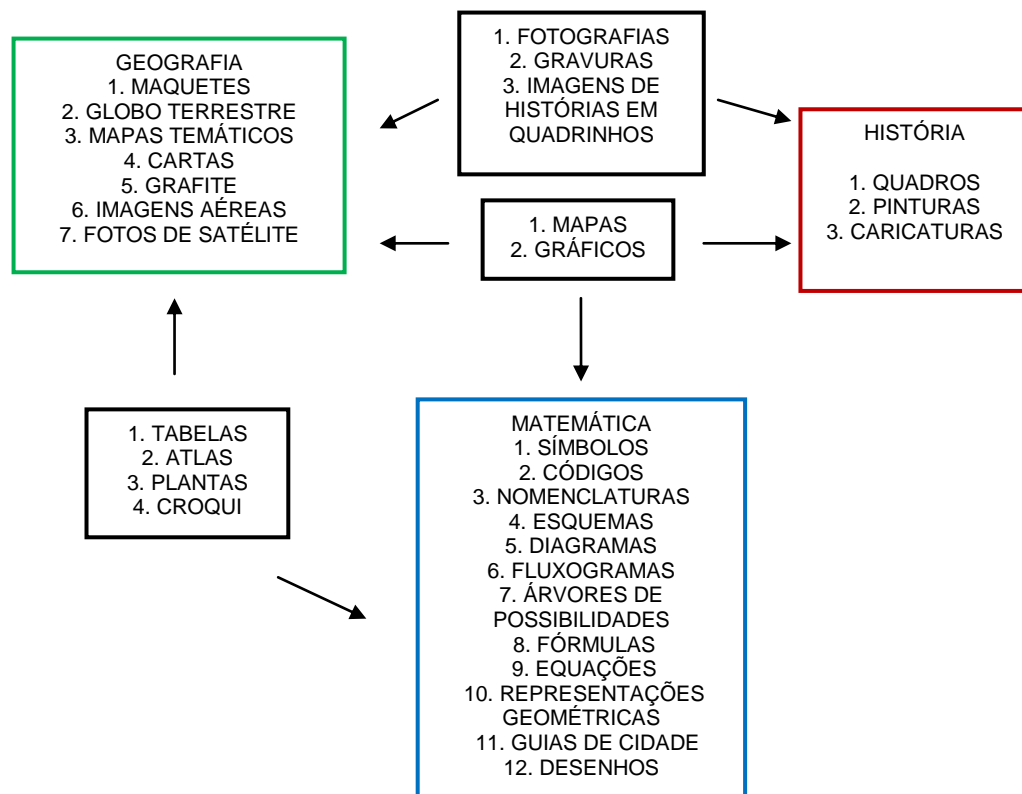 GEOGRAFIA
1. MAQUETES
2. GLOBO TERRESTRE
3. MAPAS TEMÁTICOS
4. CARTAS
5. GRAFITE
6. IMAGENS AÉREAS
7. FOTOS DE SATÉLITE
1. FOTOGRAFIAS
2. GRAVURAS
3. IMAGENS DE
HISTÓRIAS EM
QUADRINHOS
HISTÓRIA
1. QUADROS
2. PINTURAS
3. CARICATURAS
1. MAPAS
2. GRÁFICOS
1. TABELAS
2. ATLAS
3. PLANTAS
4. CROQUI
MATEMÁTICA
1. SÍMBOLOS
2. CÓDIGOS
3. NOMENCLATURAS
4. ESQUEMAS
5. DIAGRAMAS
6. FLUXOGRAMAS
7. ÁRVORES DE
POSSIBILIDADES
8. FÓRMULAS
9. EQUAÇÕES
10. REPRESENTAÇÕES
GEOMÉTRICAS
11. GUIAS DE CIDADE
12. DESENHOS